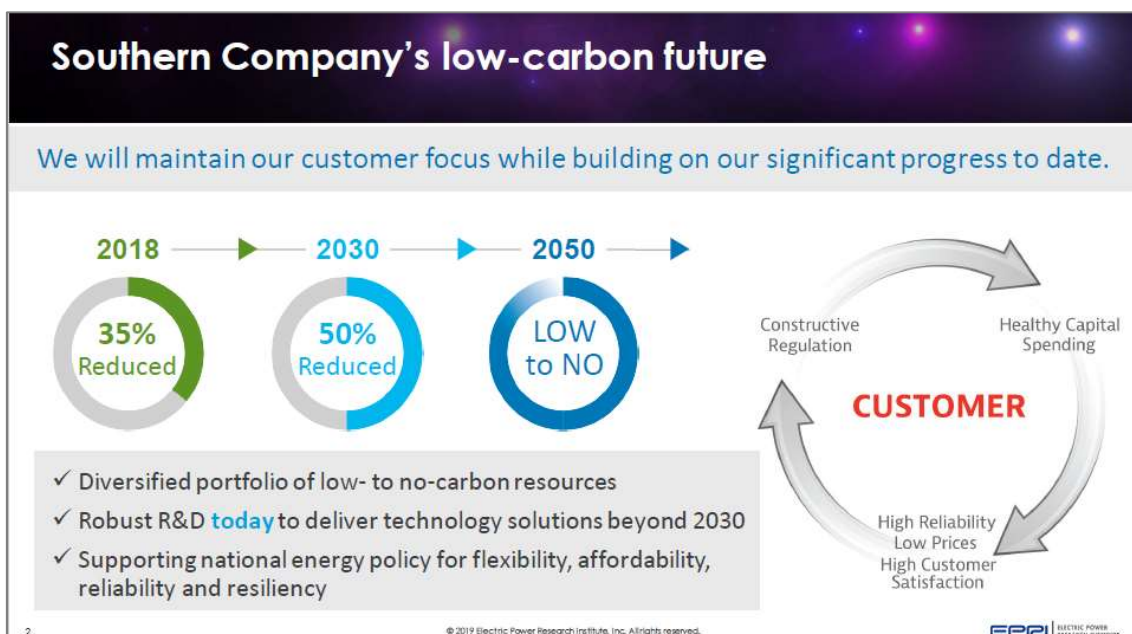 Southern Company's low-carbon future
We will maintain our customer focus while building on our significant progress to date.
2018
2030
2050
35%
Reduced
50%
Reduced
LOW
to NO
✓ Diversified portfolio of low- to no-carbon resources
✓ Robust R&D today to deliver technology solutions beyond 2030
✓ Supporting national energy policy for flexibility, affordability,
reliability and resiliency
Constructive
Regulation
Healthy Capital
Spending
CUSTOMER
High Reliability
Low Prices
High Customer
Satisfaction
2
© 2019 Electric Power Research Institute, Inc. All rights reserved.
EPRI
ELECTRIC POWER